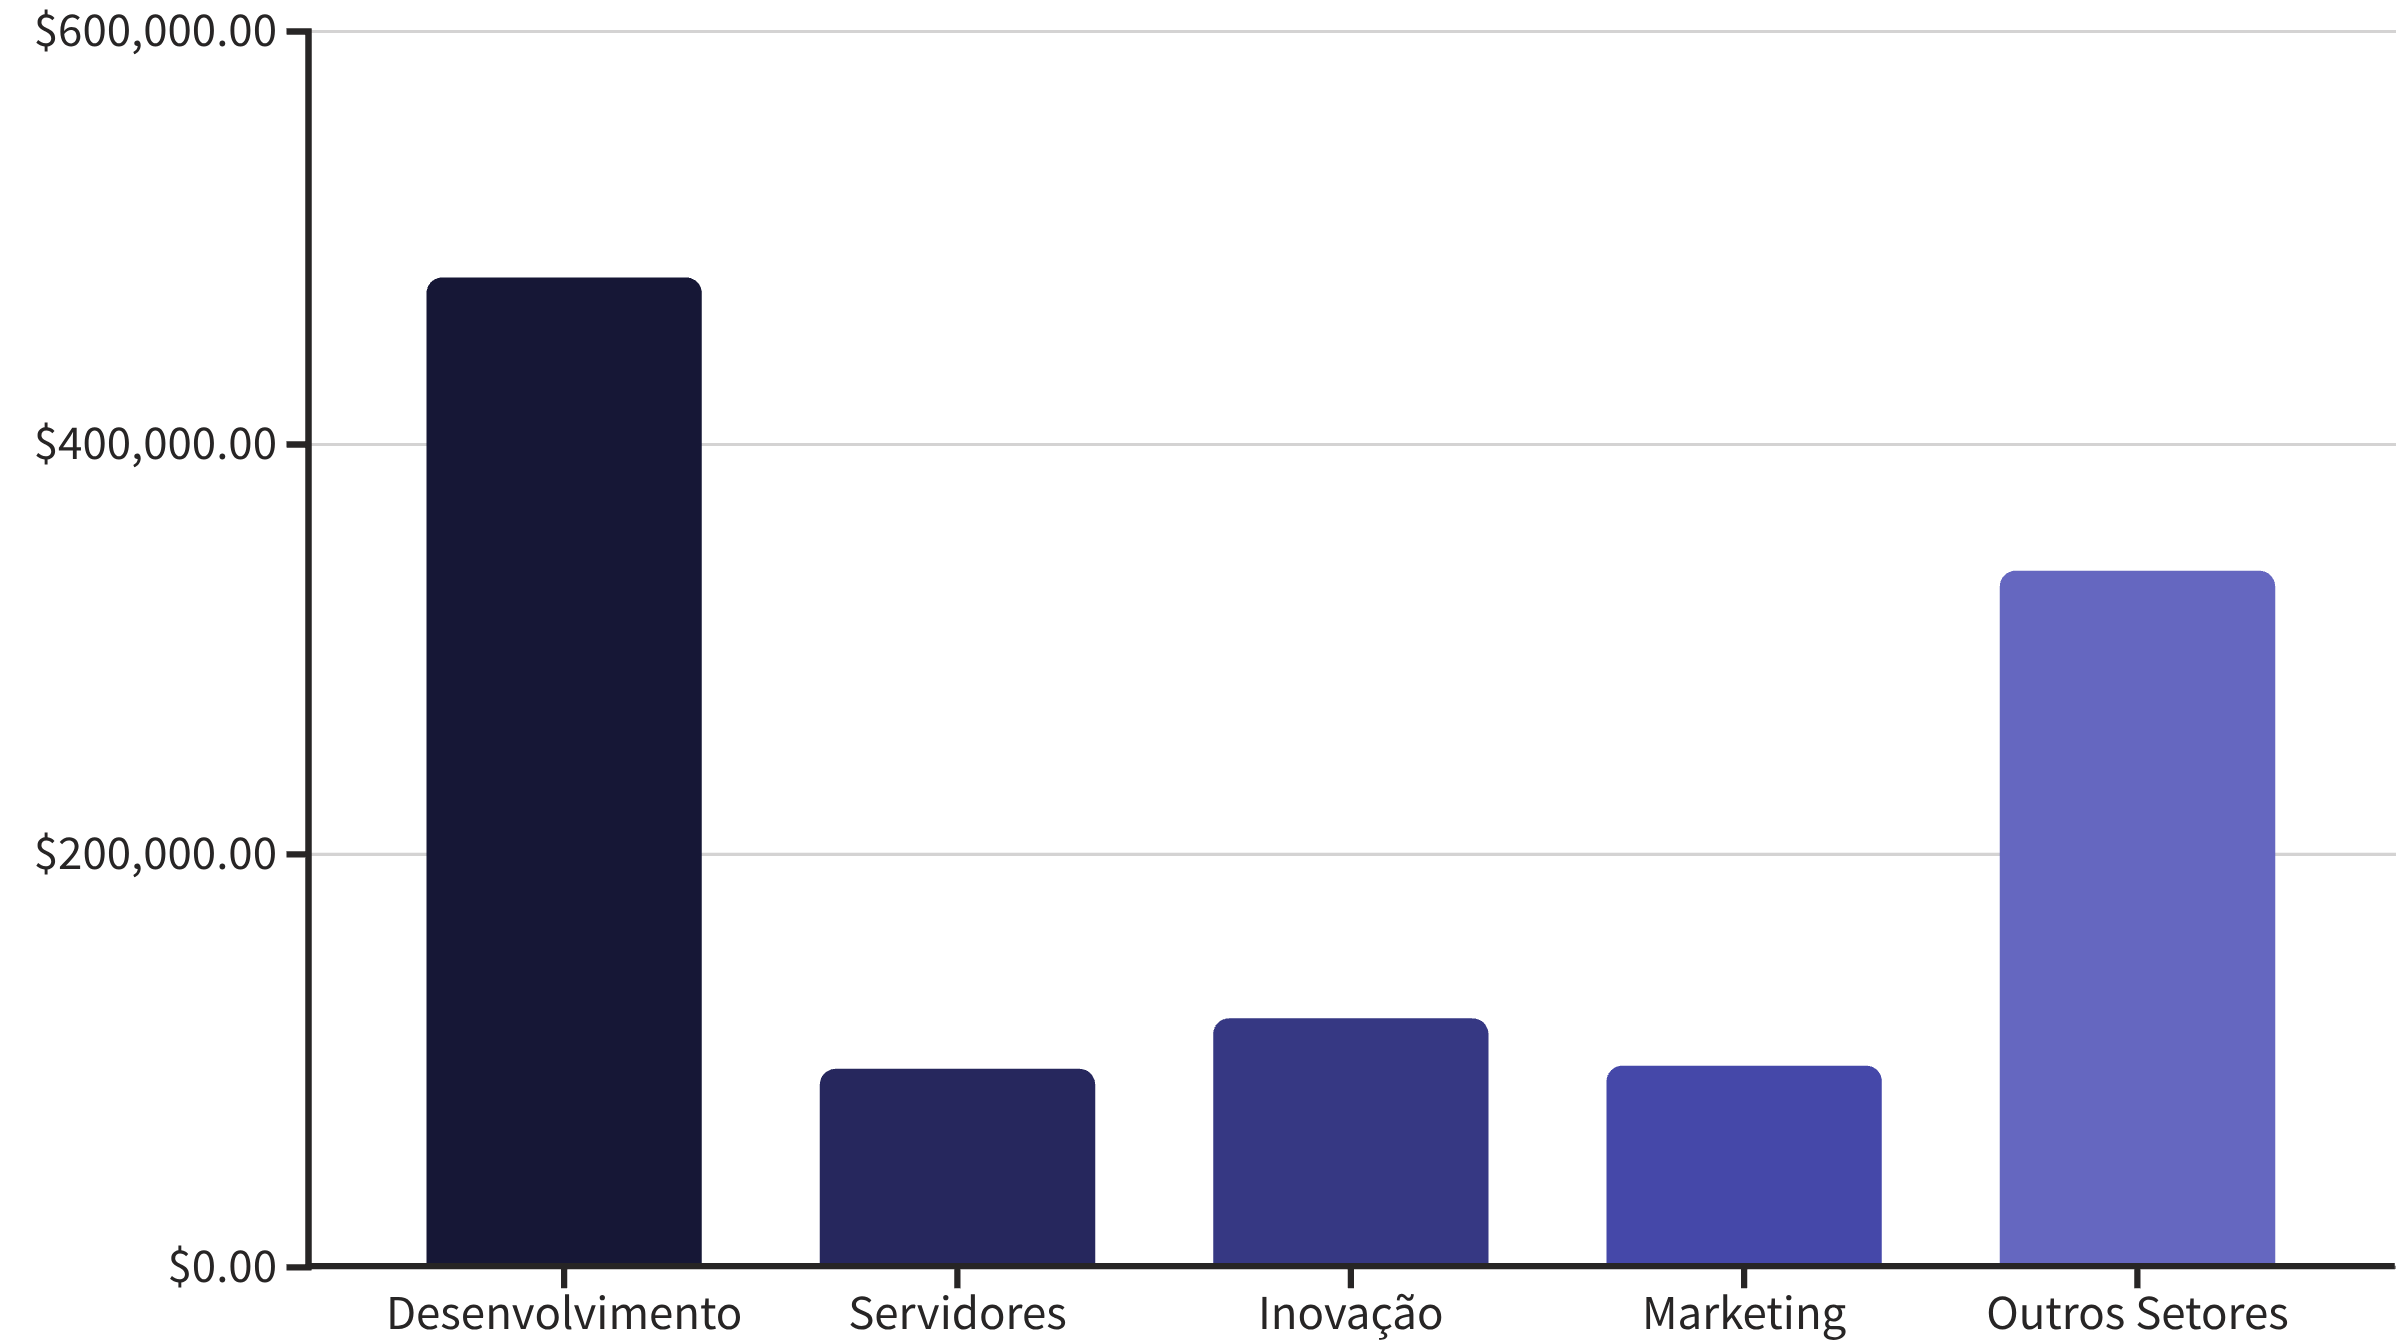 $600,000.00
$400,000.00
$200,000.00
$0.00
Desenvolvimento
Servidores
Inovação
Marketing
Outros Setores